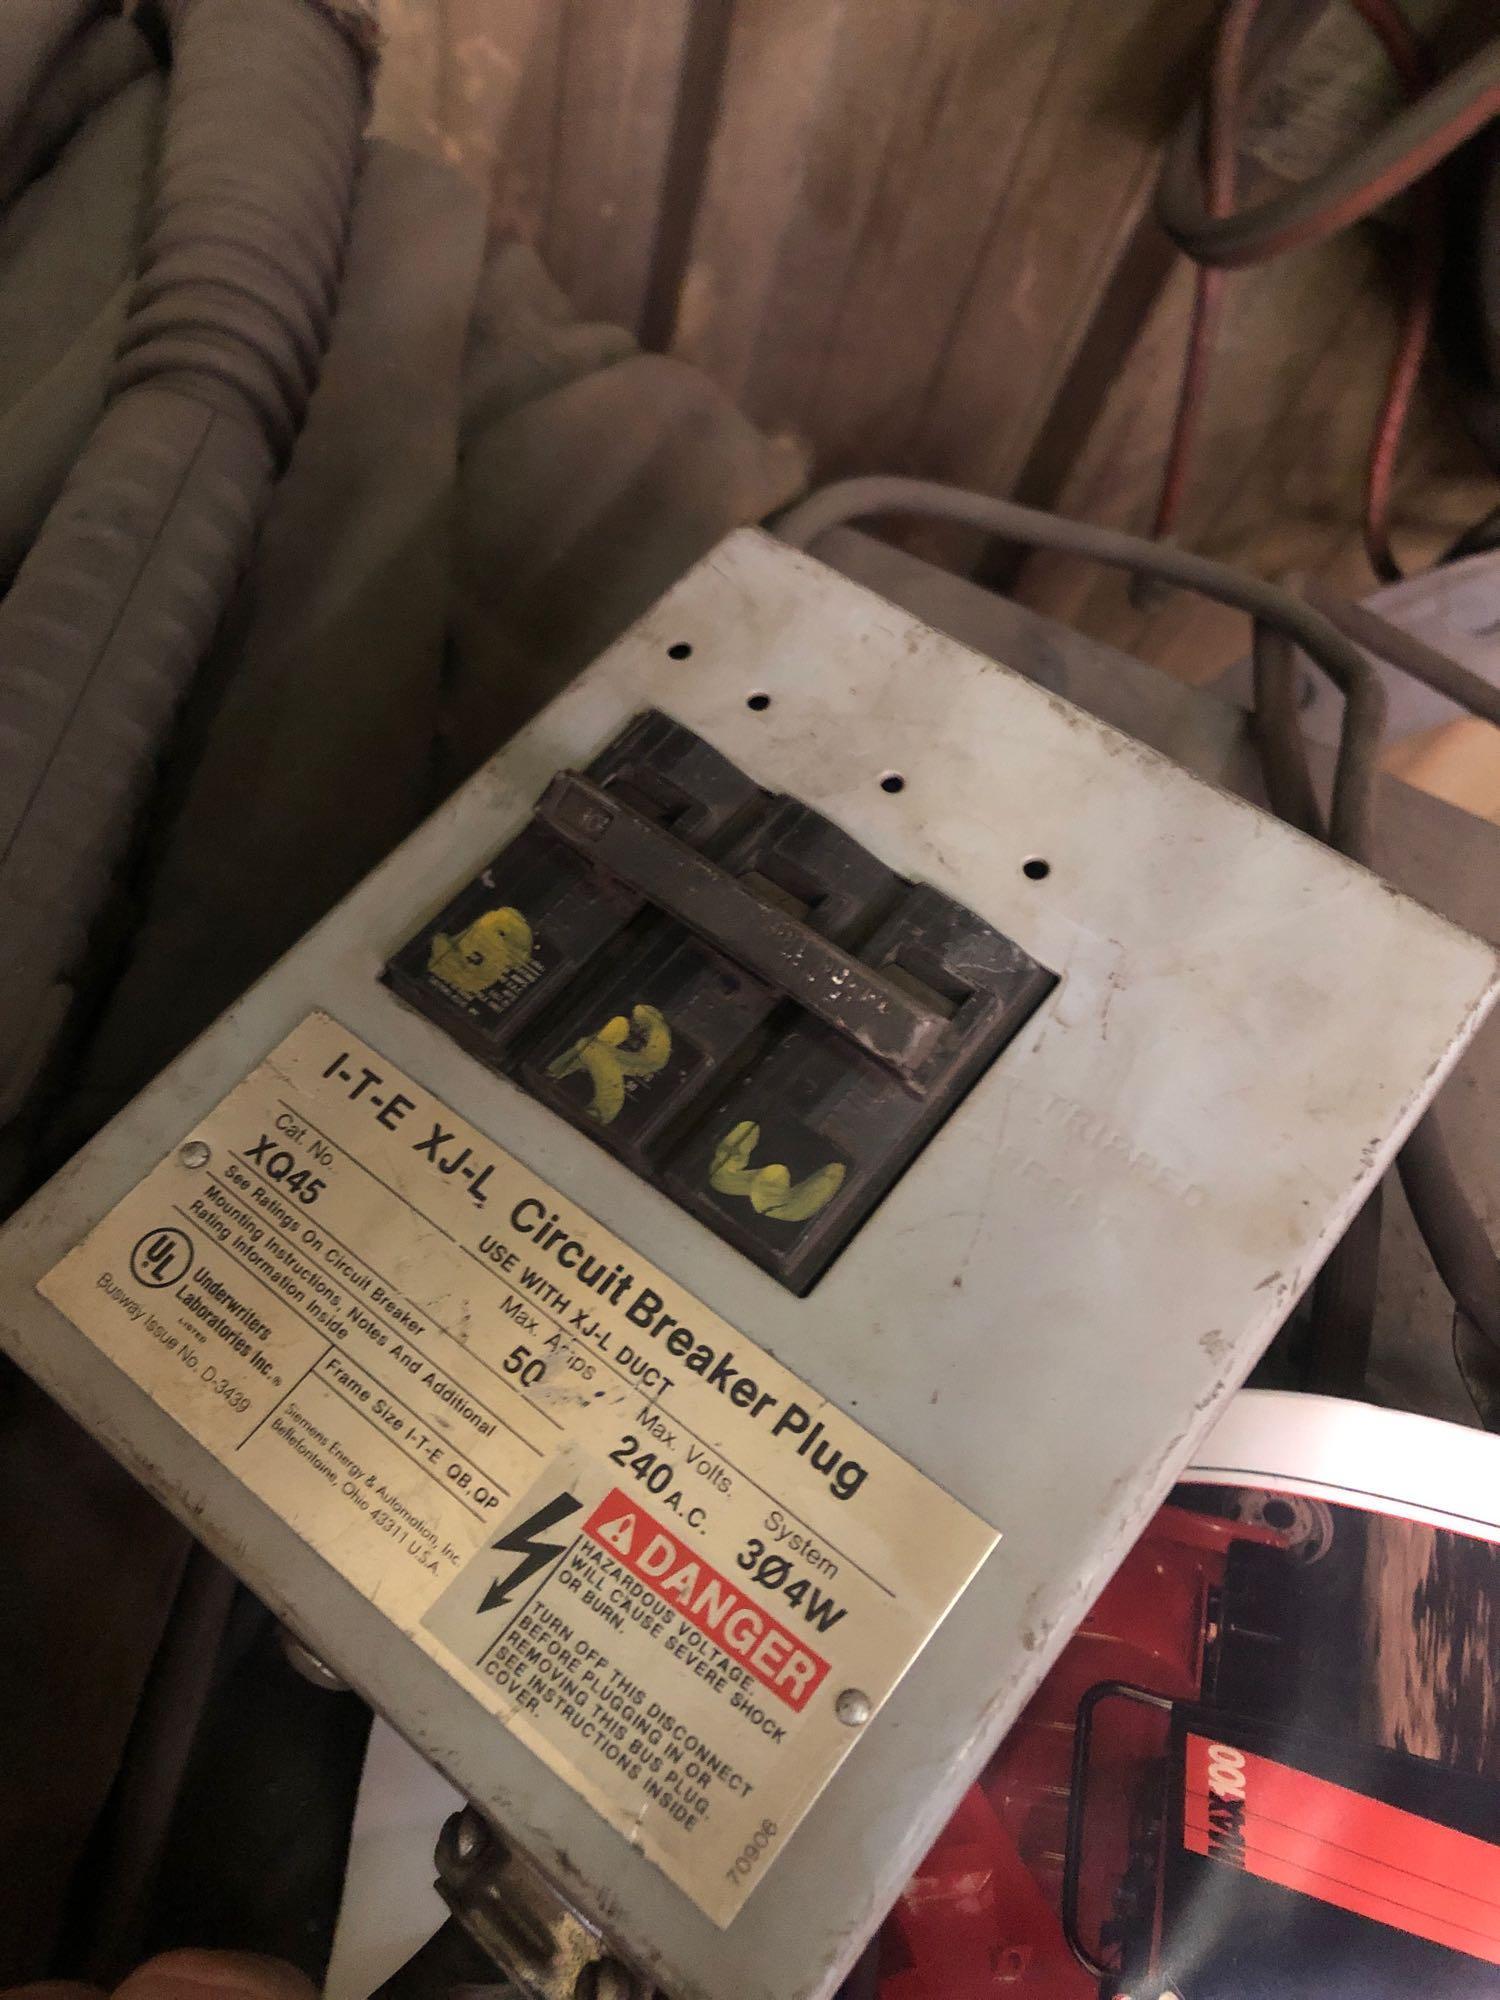 B
R
W
TRIPPED
I-T-E XJ-L Circuit Breaker Plug
USE WITH XJ-L DUCT
Cat. No.
XQ45
Max. Amps
50
Max. Volts.
240 A.C.
System
3Ø4W
See Ratings On Circuit Breaker
Mounting Instructions, Notes And Additional
Rating Information Inside
UL
Underwriters
Laboratories Inc.®
LISTED
Busway Issue No. D-3439
Frame Size I-T-E QB, QP
Siemens Energy & Automation, Inc.
Bellefontaine, Ohio 43311 U.S.A.
DANGER
HAZARDOUS VOLTAGE.
WILL CAUSE SEVERE SHOCK
OR BURN.
TURN OFF THIS DISCONNECT
BEFORE PLUGGING IN OR
REMOVING THIS BUS PLUG.
SEE INSTRUCTIONS INSIDE
COVER.
70906
MAX100